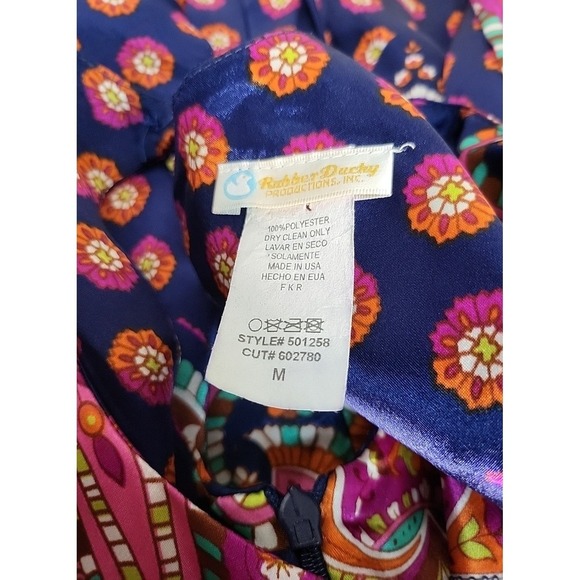 Rubber Ducky
PRODUCTIONS, INC.
100%POLYESTER
DRY CLEAN ONLY
LAVAR EN SECO
SOLAMENTE
MADE IN USA
HECHO EN EUA
F K R
STYLE# 501258
CUT# 602780
M